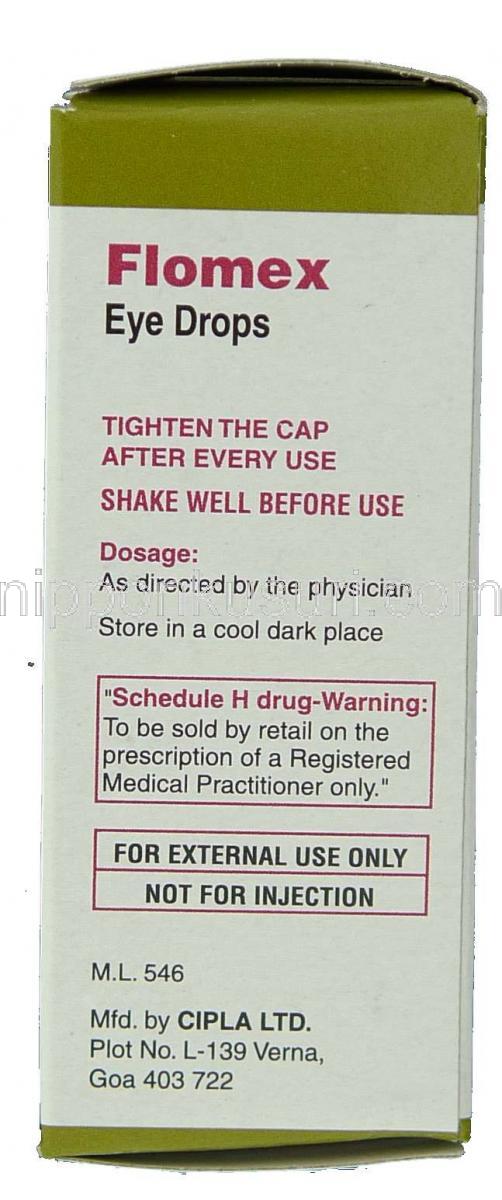 Flomex
Eye Drops
TIGHTEN THE CAP
AFTER EVERY USE
SHAKE WELL BEFORE USE
Dosage:
As directed by the physician
nipponkusuri.com
Store in a cool dark place
"Schedule H drug-Warning:
To be sold by retail on the
prescription of a Registered
Medical Practitioner only."
FOR EXTERNAL USE ONLY
NOT FOR INJECTION
M.L. 546
Mfd. by CIPLA LTD.
Plot No. L-139 Verna,
Goa 403 722